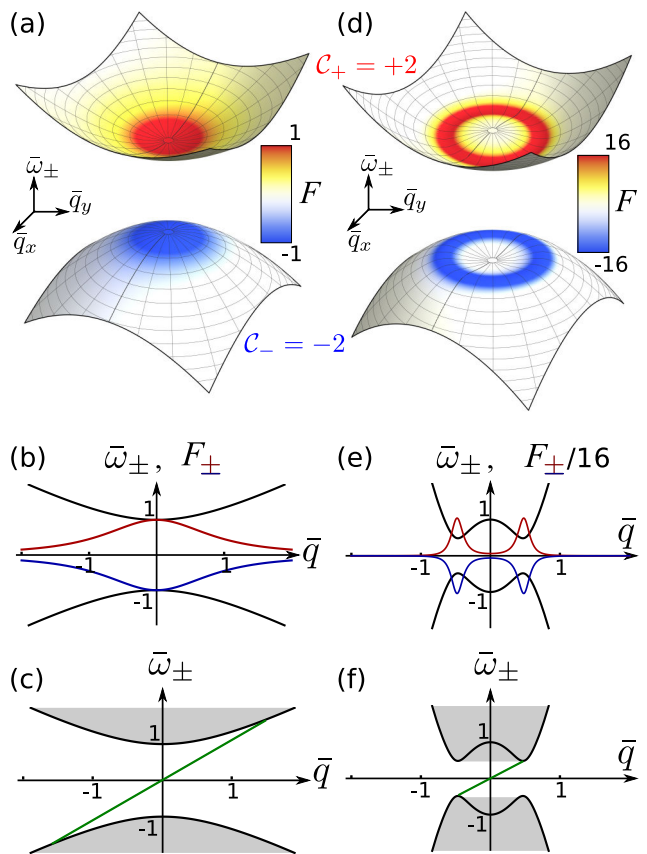 (a)
(d)
𝒞₊ = +2
1
16
ω̄±
F
ω̄±
F
q̄y
q̄y
q̄x
-1
q̄x
-16
𝒞₋ = −2
(b) ω̄±, F±
(e) ω̄±, F±/16
1
1
q̄
q̄
-1
1
-1
1
-1
-1
(c) ω̄±
(f) ω̄±
1
1
q̄
q̄
-1
1
-1
1
-1
-1